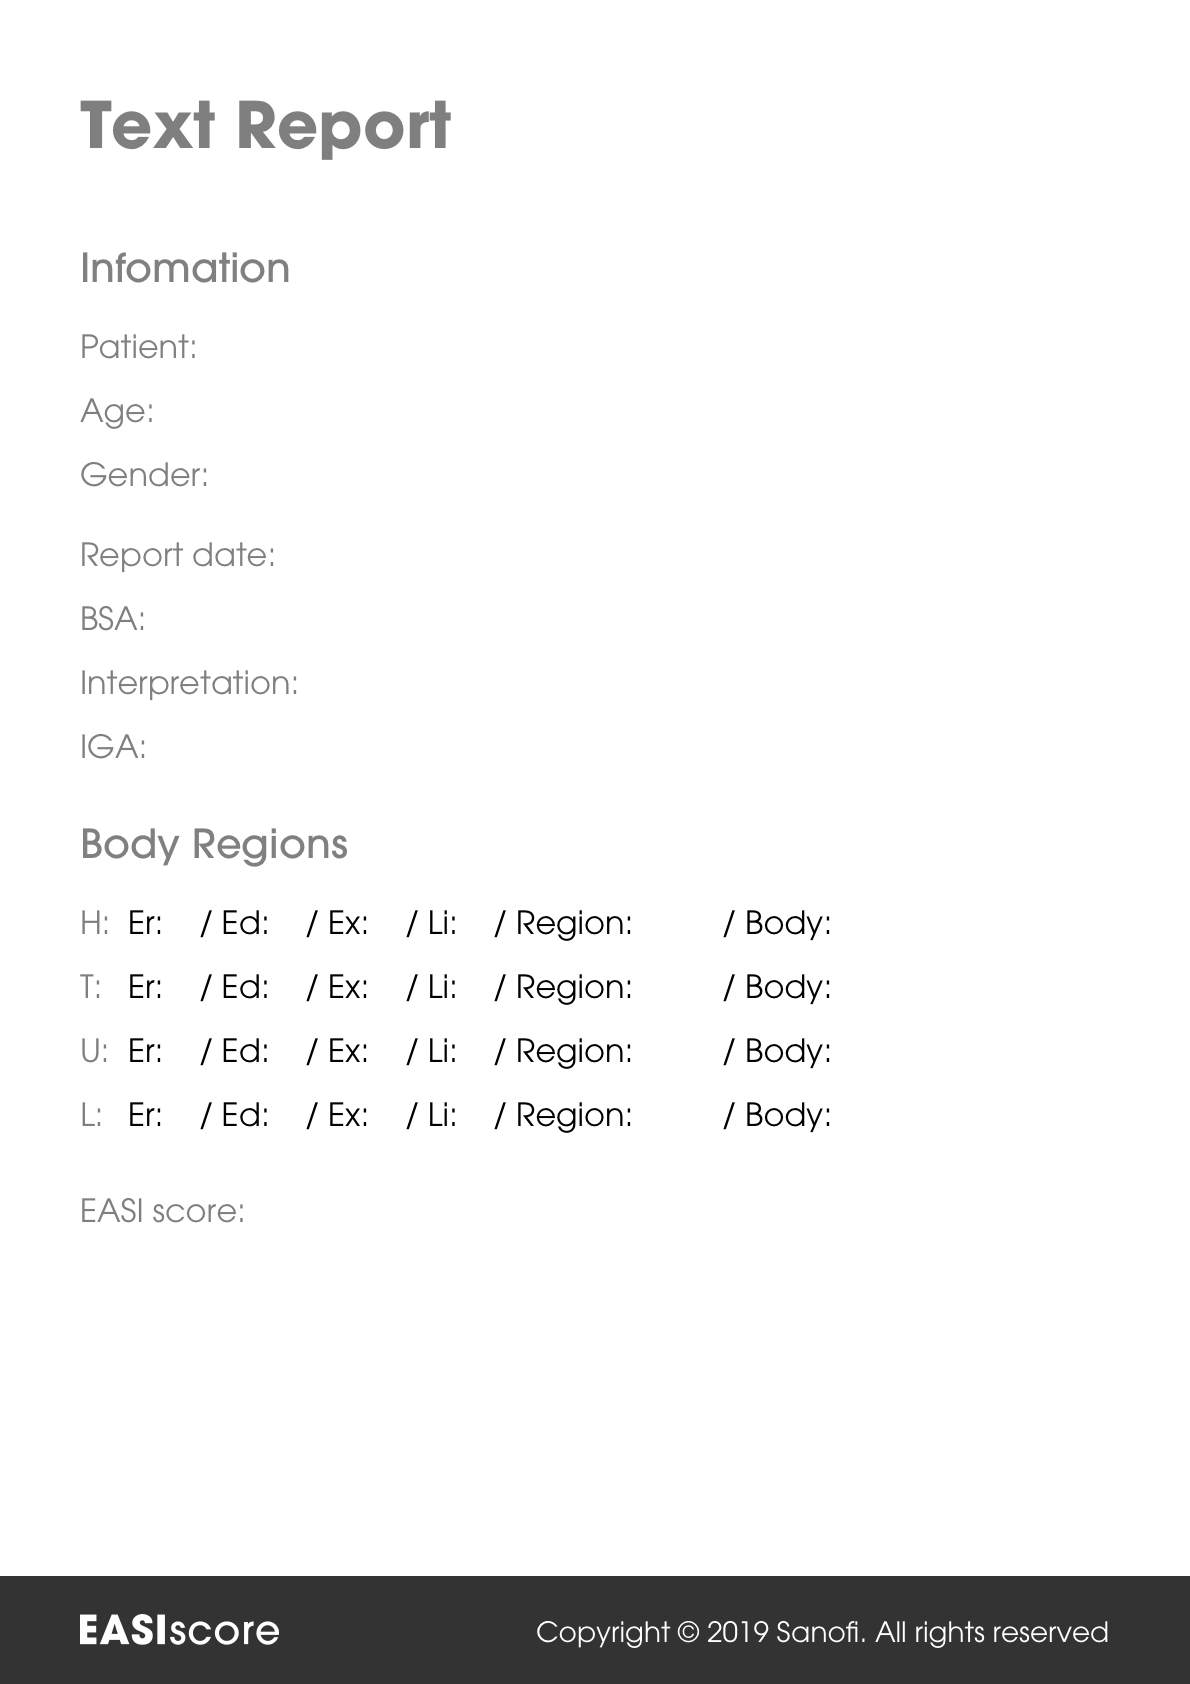 Text Report
Infomation
Patient:
Age:
Gender:
Report date:
BSA:
Interpretation:
IGA:
Body Regions
H: Er: / Ed: / Ex: / Li: / Region: / Body:
T: Er: / Ed: / Ex: / Li: / Region: / Body:
U: Er: / Ed: / Ex: / Li: / Region: / Body:
L: Er: / Ed: / Ex: / Li: / Region: / Body:
EASI score:
EASIscore Copyright © 2019 Sanofi. All rights reserved